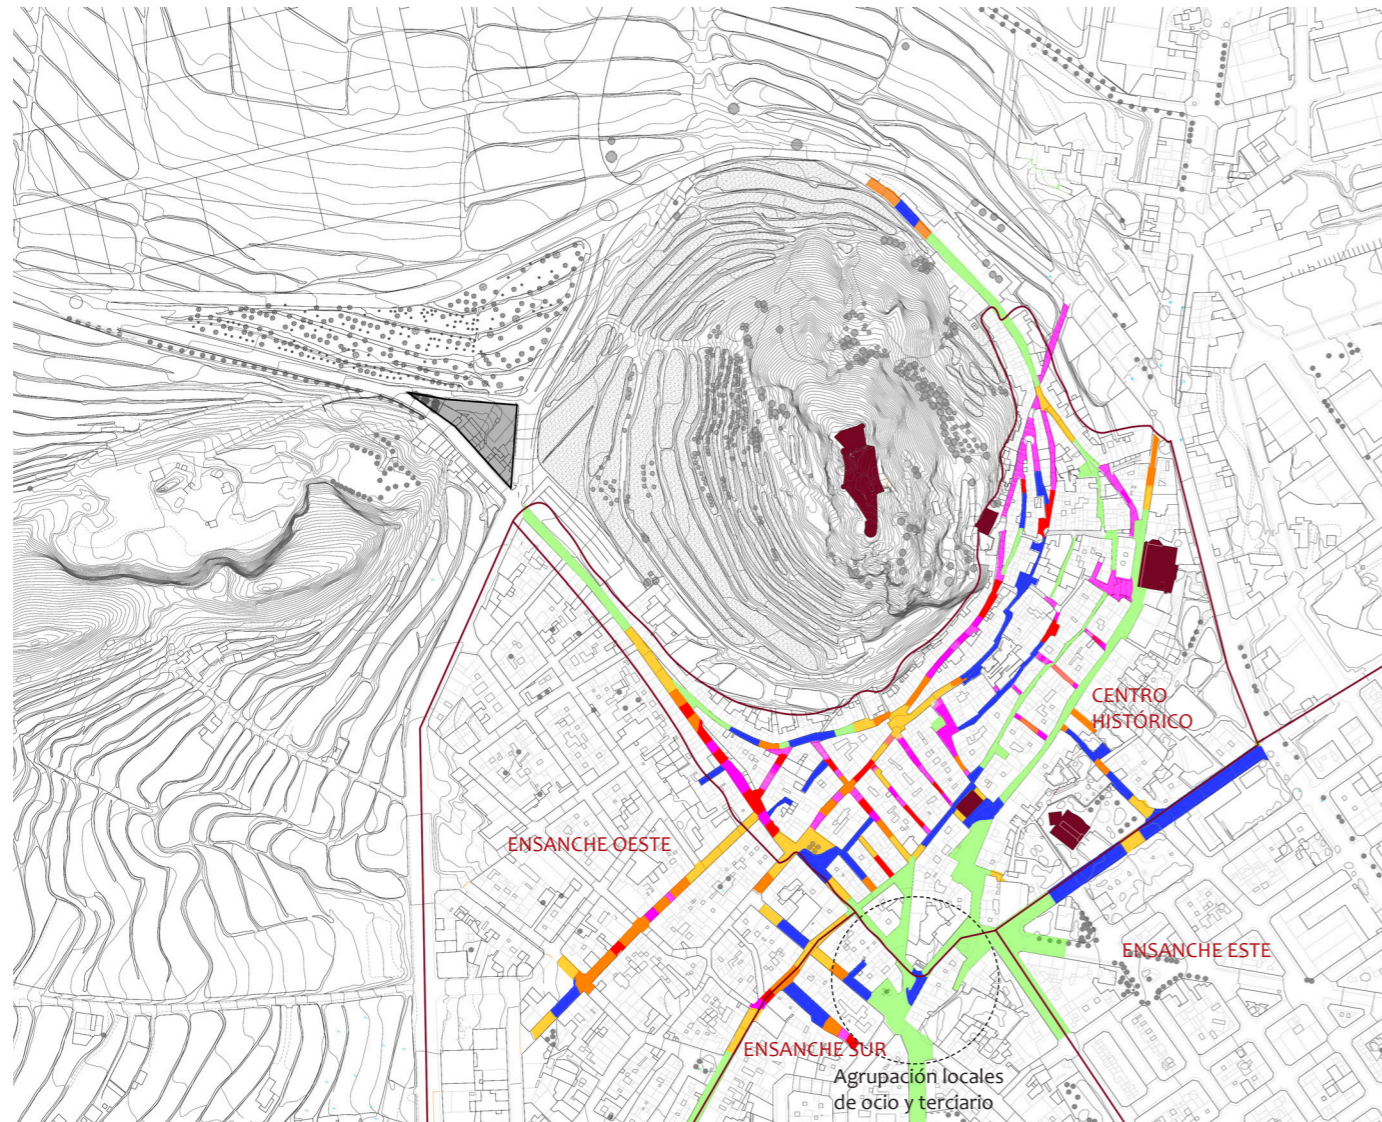 CENTRO
HISTÓRICO
ENSANCHE OESTE
ENSANCHE ESTE
ENSANCHE SUR
Agrupación locales
de ocio y terciario